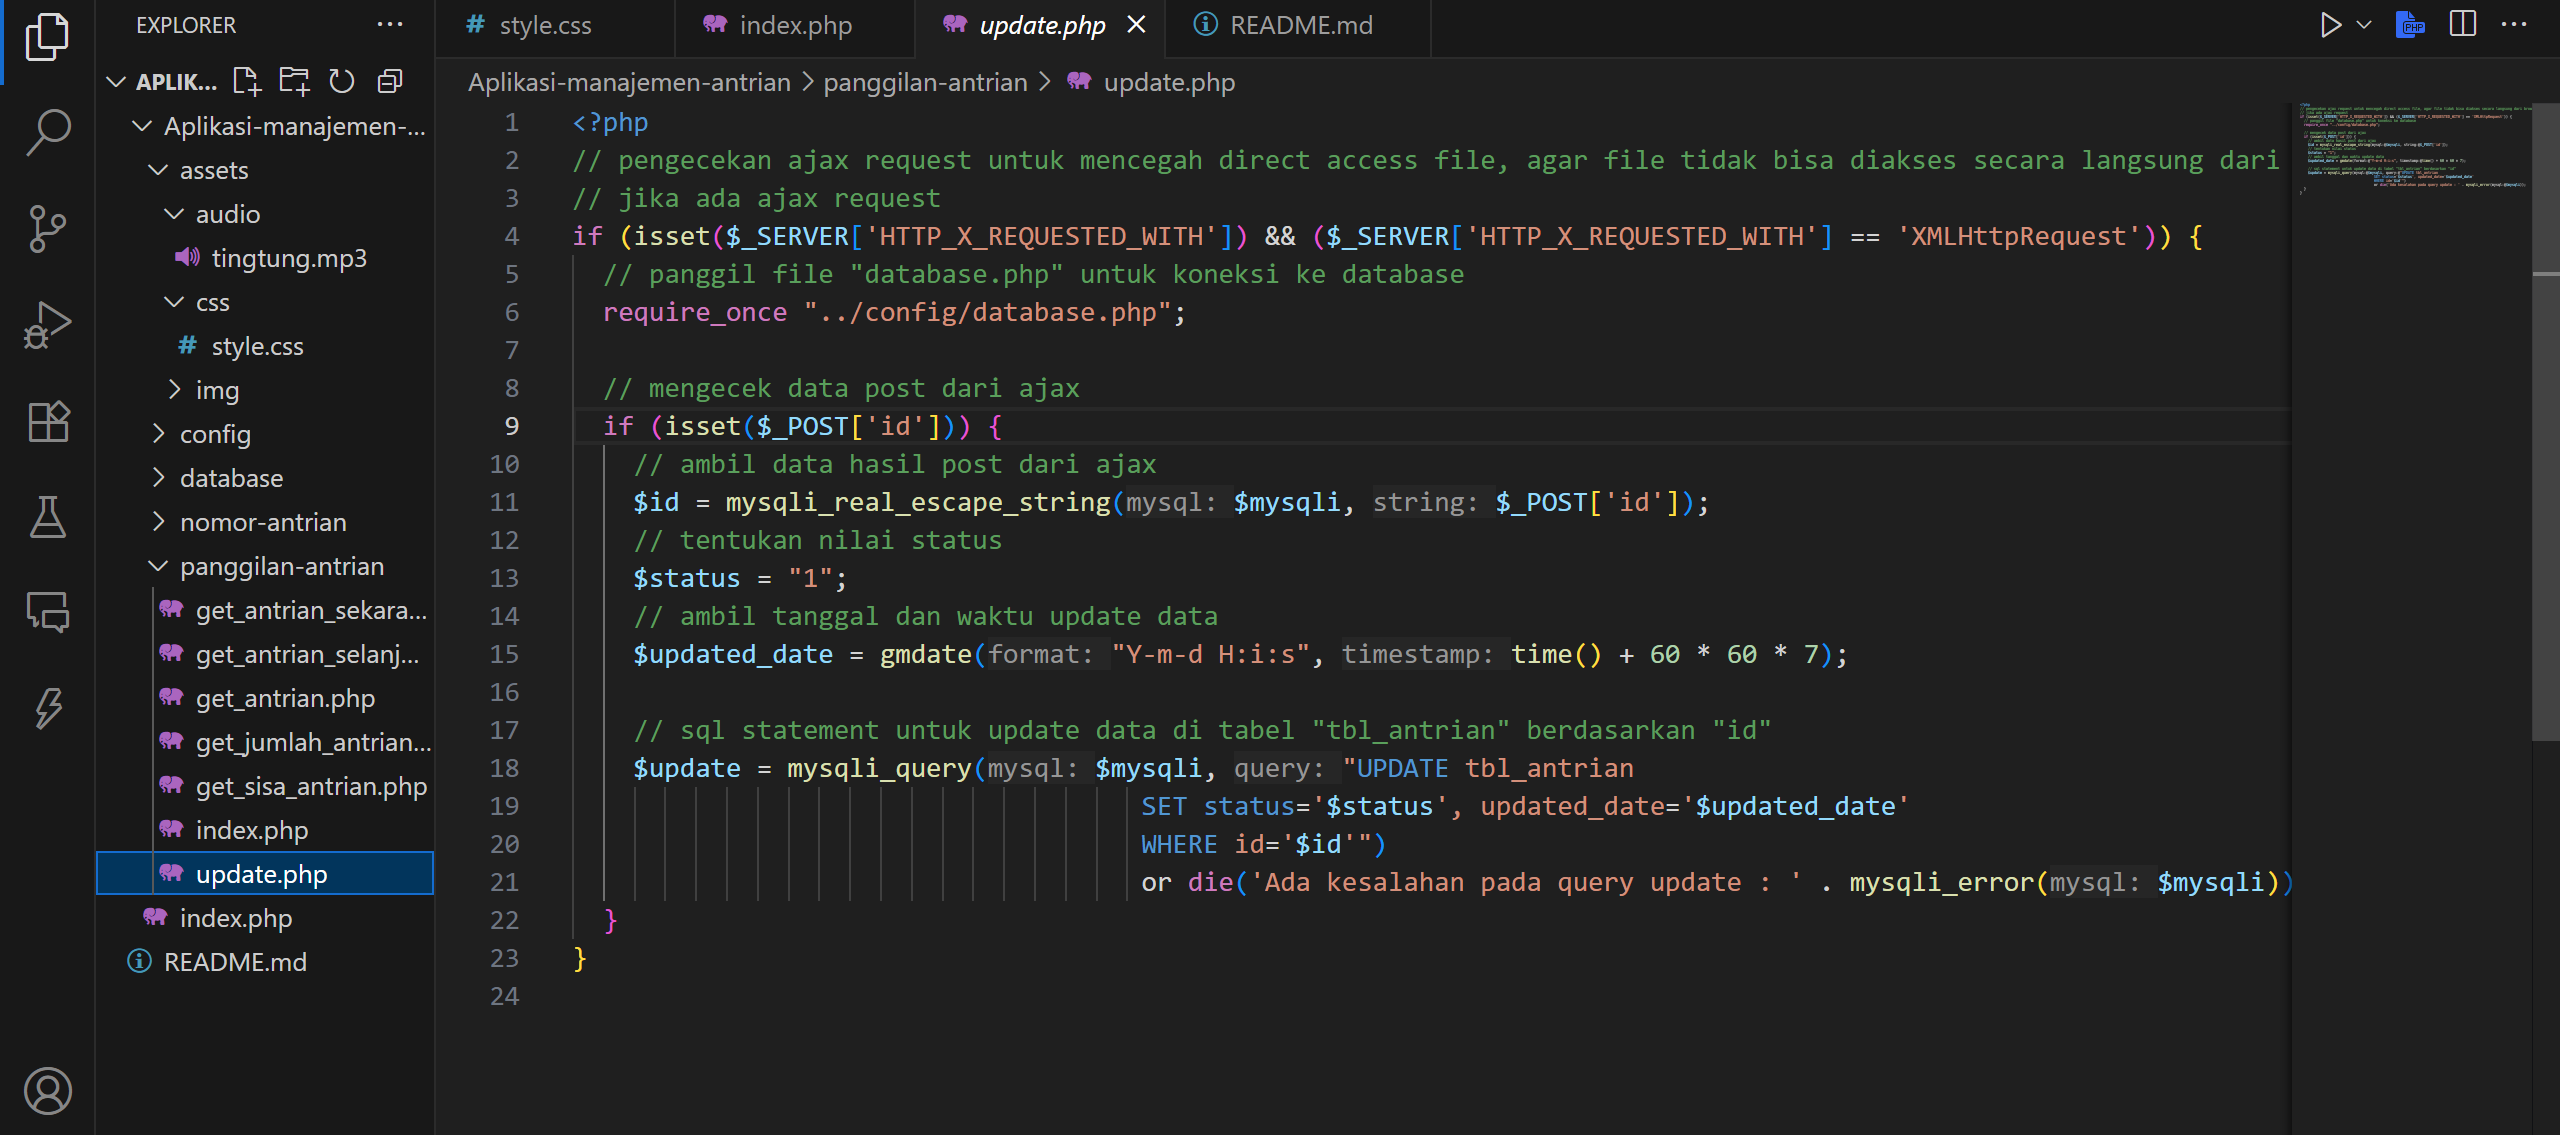 EXPLORER
APLIK...
Aplikasi-manajemen-...
assets
audio
tingtung.mp3
css
style.css
img
config
database
nomor-antrian
panggilan-antrian
get_antrian_sekara...
get_antrian_selanj...
get_antrian.php
get_jumlah_antrian...
get_sisa_antrian.php
index.php
update.php
index.php
README.md
# style.css
index.php
update.php
README.md
Aplikasi-manajemen-antrian > panggilan-antrian > update.php
1 <?php
2 // pengecekan ajax request untuk mencegah direct access file, agar file tidak bisa diakses secara langsung dari
3 // jika ada ajax request
4 if (isset($_SERVER['HTTP_X_REQUESTED_WITH']) && ($_SERVER['HTTP_X_REQUESTED_WITH'] == 'XMLHttpRequest')) {
5 // panggil file "database.php" untuk koneksi ke database
6 require_once "../config/database.php";
7
8 // mengecek data post dari ajax
9 if (isset($_POST['id'])) {
10 // ambil data hasil post dari ajax
11 $id = mysqli_real_escape_string(mysql: $mysqli, string: $_POST['id']);
12 // tentukan nilai status
13 $status = "1";
14 // ambil tanggal dan waktu update data
15 $updated_date = gmdate(format: "Y-m-d H:i:s", timestamp: time() + 60 * 60 * 7);
16
17 // sql statement untuk update data di tabel "tbl_antrian" berdasarkan "id"
18 $update = mysqli_query(mysql: $mysqli, query: "UPDATE tbl_antrian
19 SET status='$status', updated_date='$updated_date'
20 WHERE id='$id'")
21 or die('Ada kesalahan pada query update : ' . mysqli_error(mysql: $mysqli))
22 }
23 }
24